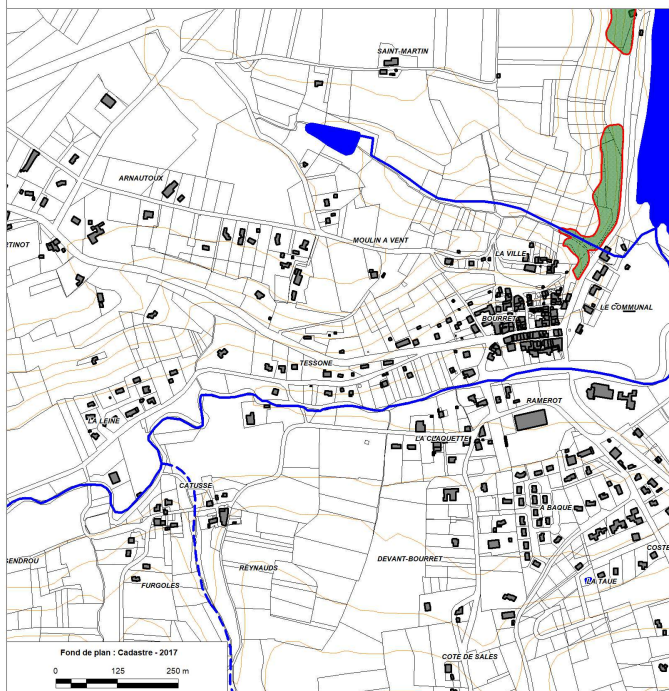 SAINT-MARTIN
ARNAUTOUX
MOULIN A VENT
TINOT
LA VILLE
LE COMMUNAL
BOURRET
TESSONE
RAMEROT
LA LEINE
LA CLAQUETTE
CATUSSE
A BAQUE
COSTE
DEVANT-BOURRET
SENDROU
REYNAUDS
LA TAUE
FURGOLES
Fond de plan : Cadastre - 2017
COTE DE SALES
0 125 250 m